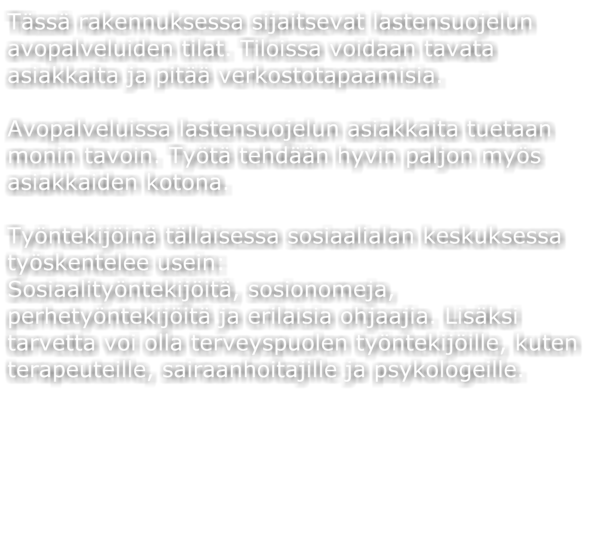 Tässä rakennuksessa sijaitsevat lastensuojelun
avopalveluiden tilat. Tiloissa voidaan tavata
asiakkaita ja pitää verkostotapaamisia.

Avopalveluissa lastensuojelun asiakkaita tuetaan
monin tavoin. Työtä tehdään hyvin paljon myös
asiakkaiden kotona.

Työntekijöinä tällaisessa sosiaalialan keskuksessa
työskentelee usein:
Sosiaalityöntekijöitä, sosionomeja,
perhetyöntekijöitä ja erilaisia ohjaajia. Lisäksi
tarvetta voi olla terveyspuolen työntekijöille, kuten
terapeuteille, sairaanhoitajille ja psykologeille.